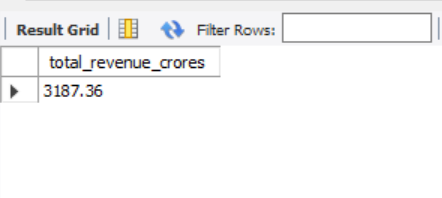 Result Grid Filter Rows:
total_revenue_crores
3187.36